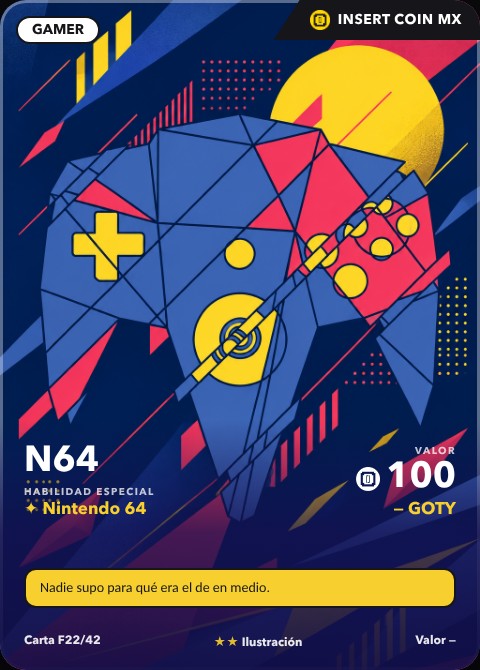 GAMER
INSERT COIN MX
N64
HABILIDAD ESPECIAL
✦ Nintendo 64
VALOR
100
– GOTY
Nadie supo para qué era el de en medio.
Carta F22/42
★★ Ilustración
Valor –